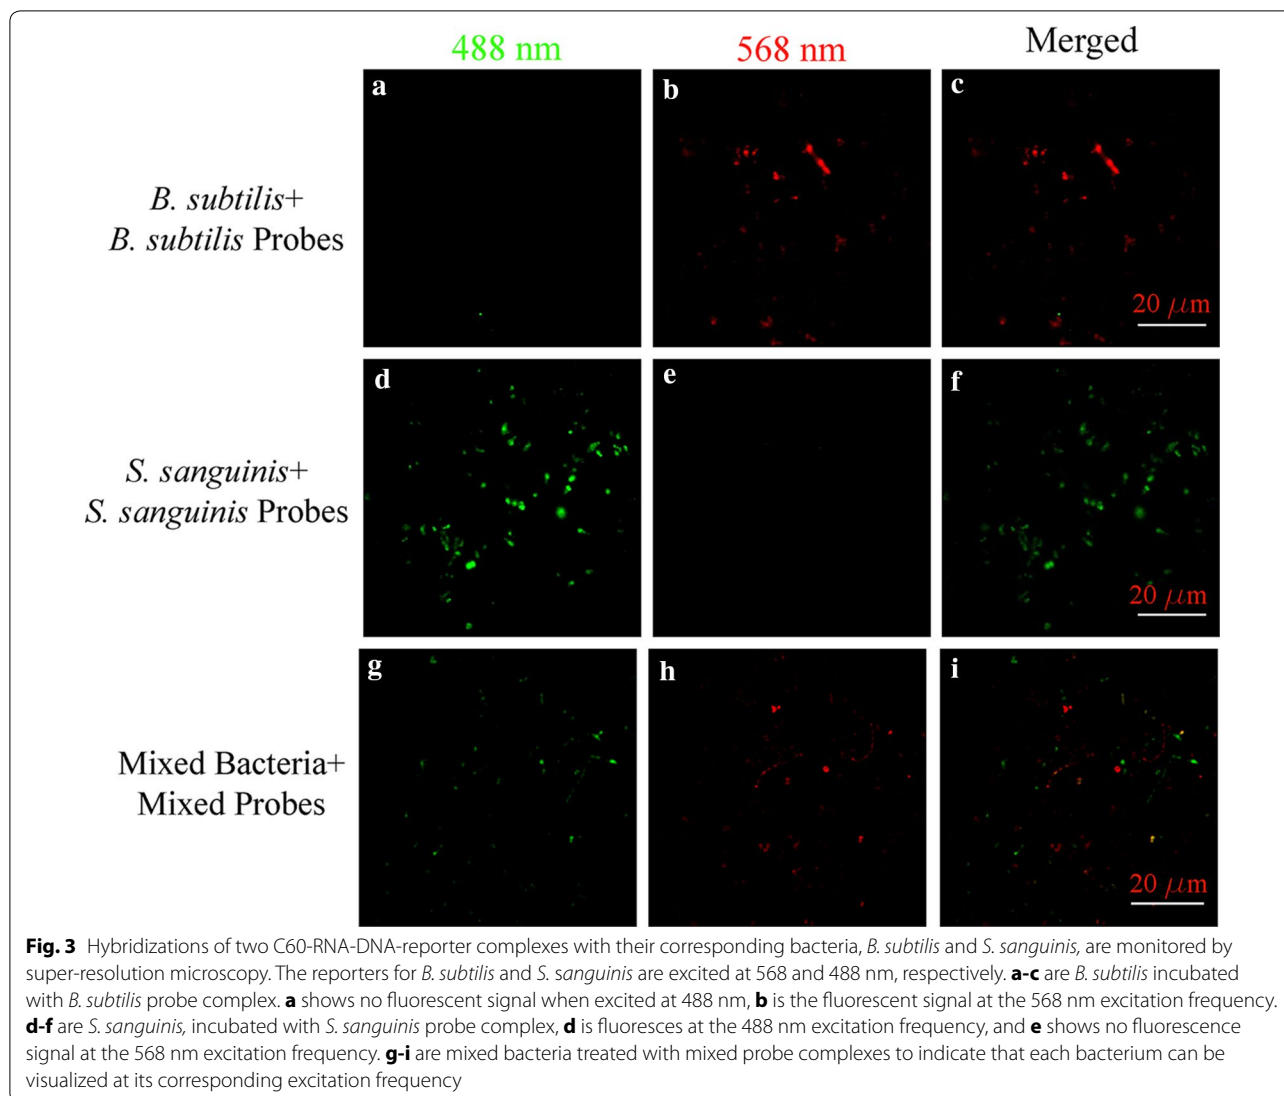 488 nm
568 nm
Merged
a
b
c
B. subtilis+
B. subtilis Probes
20 μm
d
e
f
S. sanguinis+
S. sanguinis Probes
20 μm
g
h
i
Mixed Bacteria+
Mixed Probes
20 μm
Fig. 3 Hybridizations of two C60-RNA-DNA-reporter complexes with their corresponding bacteria, B. subtilis and S. sanguinis, are monitored by
super-resolution microscopy. The reporters for B. subtilis and S. sanguinis are excited at 568 and 488 nm, respectively. a-c are B. subtilis incubated
with B. subtilis probe complex. a shows no fluorescent signal when excited at 488 nm, b is the fluorescent signal at the 568 nm excitation frequency.
d-f are S. sanguinis, incubated with S. sanguinis probe complex, d is fluoresces at the 488 nm excitation frequency, and e shows no fluorescence
signal at the 568 nm excitation frequency. g-i are mixed bacteria treated with mixed probe complexes to indicate that each bacterium can be
visualized at its corresponding excitation frequency